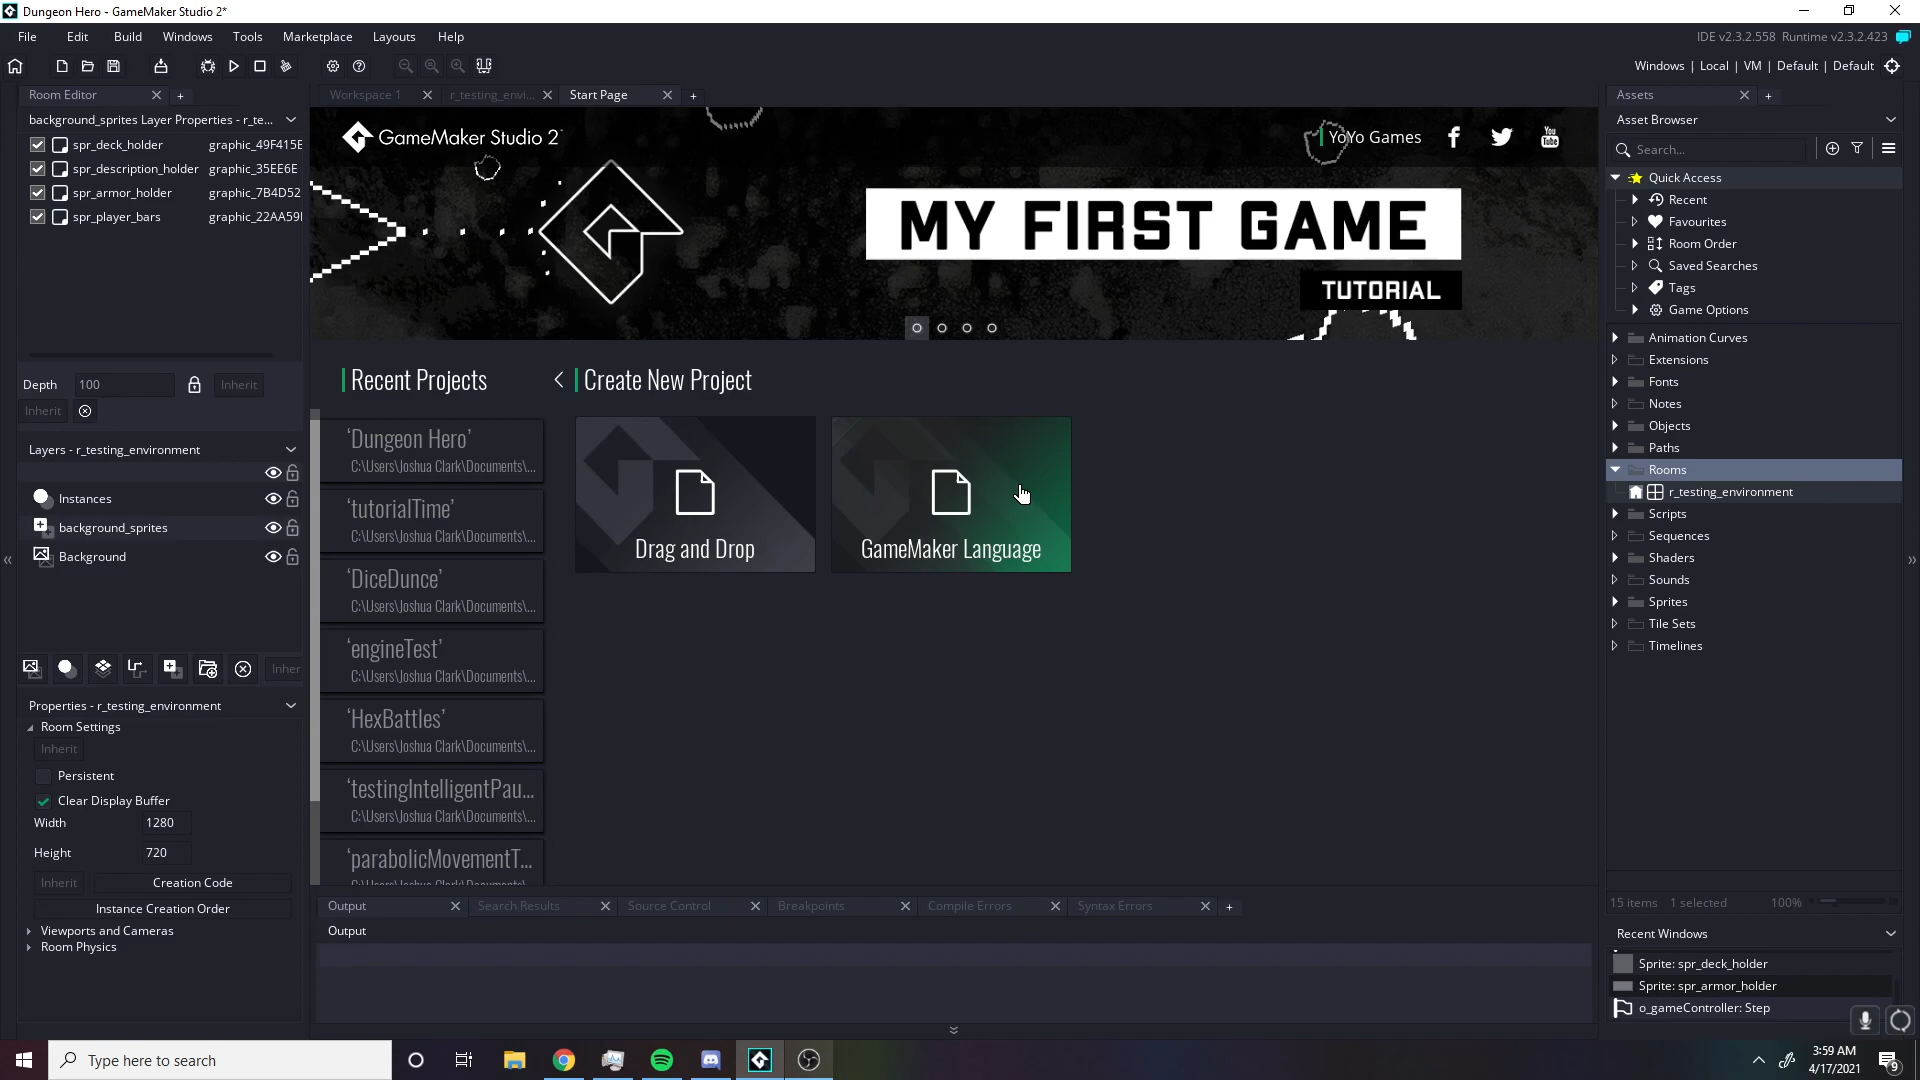 Dungeon Hero - GameMaker Studio 2*
File Edit Build Windows Tools Marketplace Layouts Help
IDE v2.3.2.558 Runtime v2.3.2.423
Windows | Local | VM | Default | Default
Room Editor
background_sprites Layer Properties - r_te...
spr_deck_holder graphic_49F415E
spr_description_holder graphic_35EE6E
spr_armor_holder graphic_7B4D52
spr_player_bars graphic_22AA59
Depth 100 Inherit
Inherit
Layers - r_testing_environment
Instances
background_sprites
Background
Inher
Properties - r_testing_environment
Room Settings
Inherit
Persistent
Clear Display Buffer
Width 1280
Height 720
Inherit Creation Code
Instance Creation Order
Viewports and Cameras
Room Physics
Workspace 1 r_testing_envi... Start Page
GameMaker Studio 2
YoYo Games
You Tube
MY FIRST GAME
TUTORIAL
Recent Projects
Create New Project
'Dungeon Hero'
C:\Users\Joshua Clark\Documents\...
'tutorialTime'
C:\Users\Joshua Clark\Documents\...
'DiceDunce'
C:\Users\Joshua Clark\Documents\...
'engineTest'
C:\Users\Joshua Clark\Documents\...
'HexBattles'
C:\Users\Joshua Clark\Documents\...
'testingIntelligentPau...
C:\Users\Joshua Clark\Documents\...
'parabolicMovementT...
C:\Users\Joshua Clark\Documents\...
Drag and Drop
GameMaker Language
Output Search Results Source Control Breakpoints Compile Errors Syntax Errors
Output
Assets
Asset Browser
Search...
Quick Access
Recent
Favourites
Room Order
Saved Searches
Tags
Game Options
Animation Curves
Extensions
Fonts
Notes
Objects
Paths
Rooms
r_testing_environment
Scripts
Sequences
Shaders
Sounds
Sprites
Tile Sets
Timelines
15 items 1 selected 100%
Recent Windows
Sprite: spr_deck_holder
Sprite: spr_armor_holder
o_gameController: Step
Type here to search
3:59 AM
4/17/2021
9